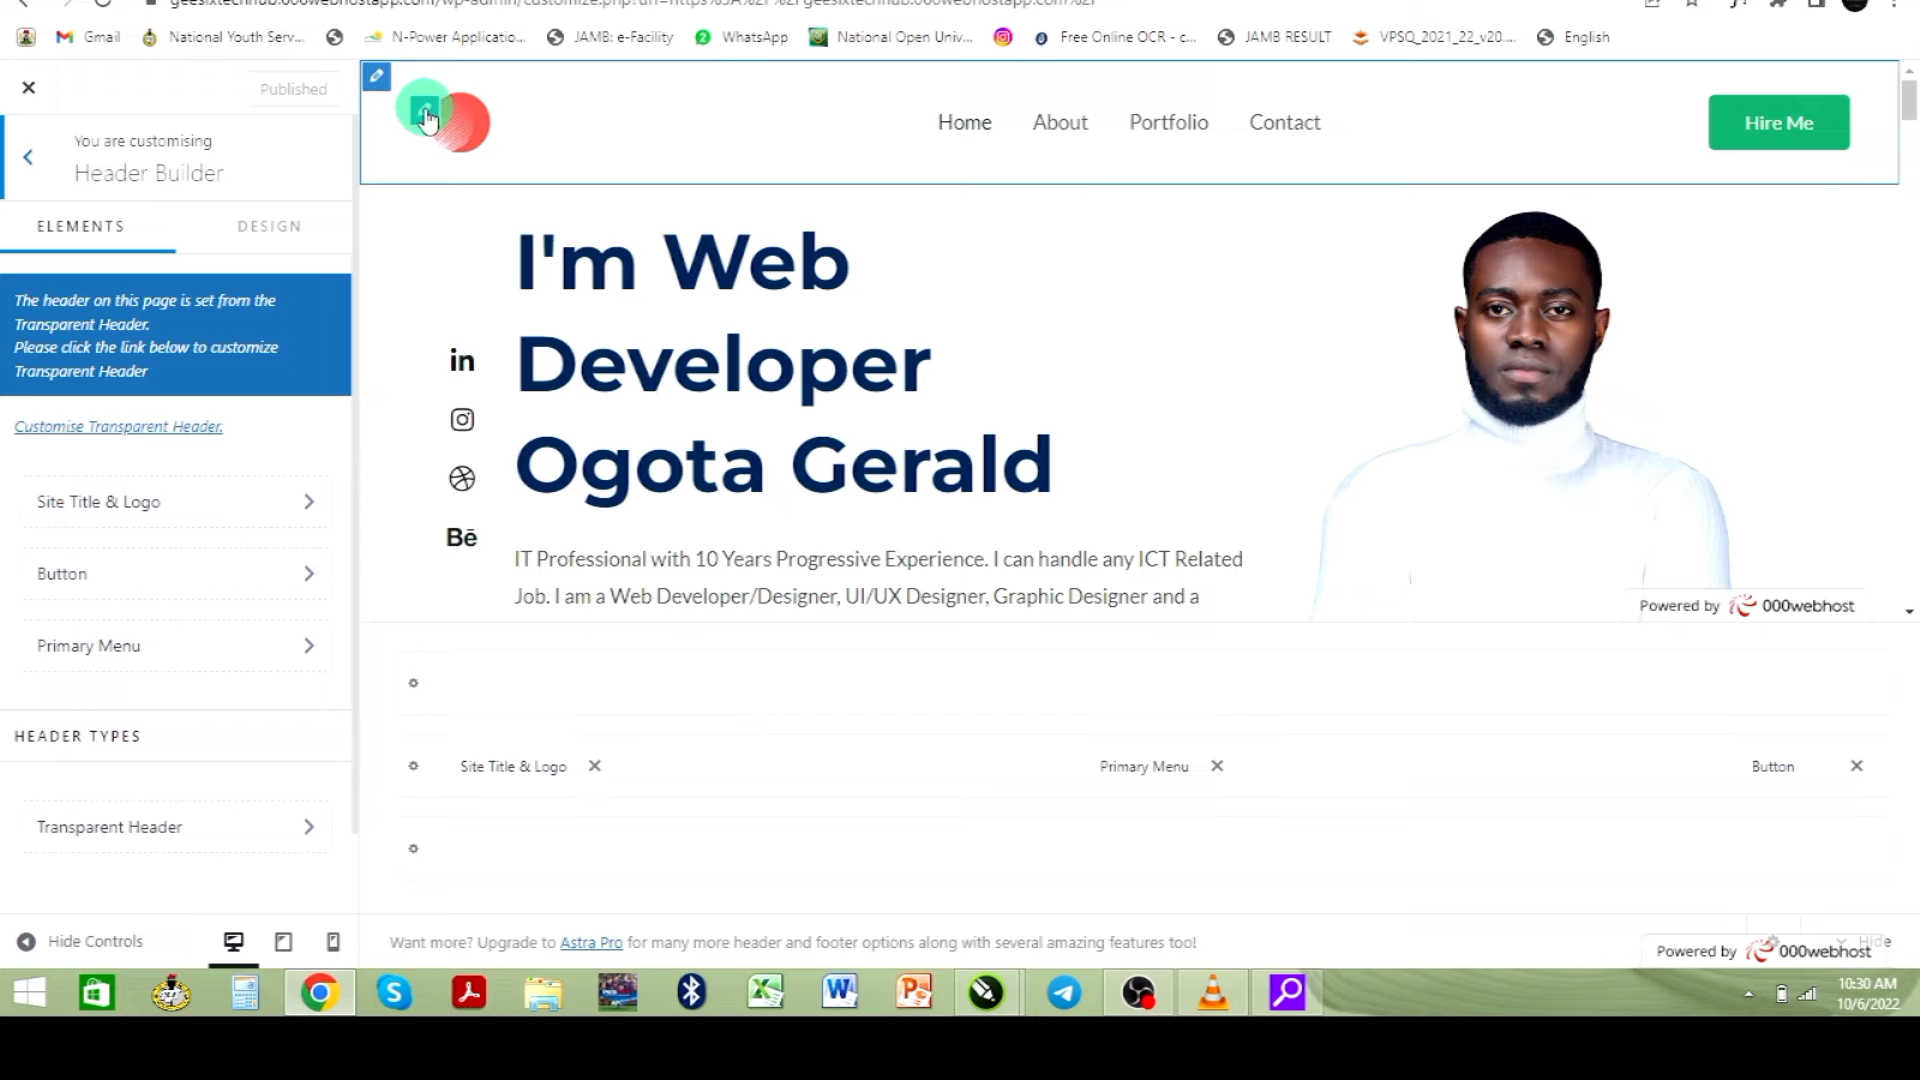 Gmail
National Youth Serv...
N-Power Applicatio...
JAMB: e-Facility
WhatsApp
National Open Univ...
Free Online OCR - c...
JAMB RESULT
VPSQ_2021_22_v20....
English
Published
You are customising
Header Builder
ELEMENTS
DESIGN
The header on this page is set from the
Transparent Header.
Please click the link below to customize
Transparent Header
Customise Transparent Header.
Site Title & Logo
Button
Primary Menu
HEADER TYPES
Transparent Header
Hide Controls
Home
About
Portfolio
Contact
Hire Me
I'm Web
Developer
Ogota Gerald
in
Bē
IT Professional with 10 Years Progressive Experience. I can handle any ICT Related
Job. I am a Web Developer/Designer, UI/UX Designer, Graphic Designer and a
Powered by 000webhost
Site Title & Logo
Primary Menu
Button
Want more? Upgrade to Astra Pro for many more header and footer options along with several amazing features too!
Hide
Powered by 000webhost
10:30 AM
10/6/2022